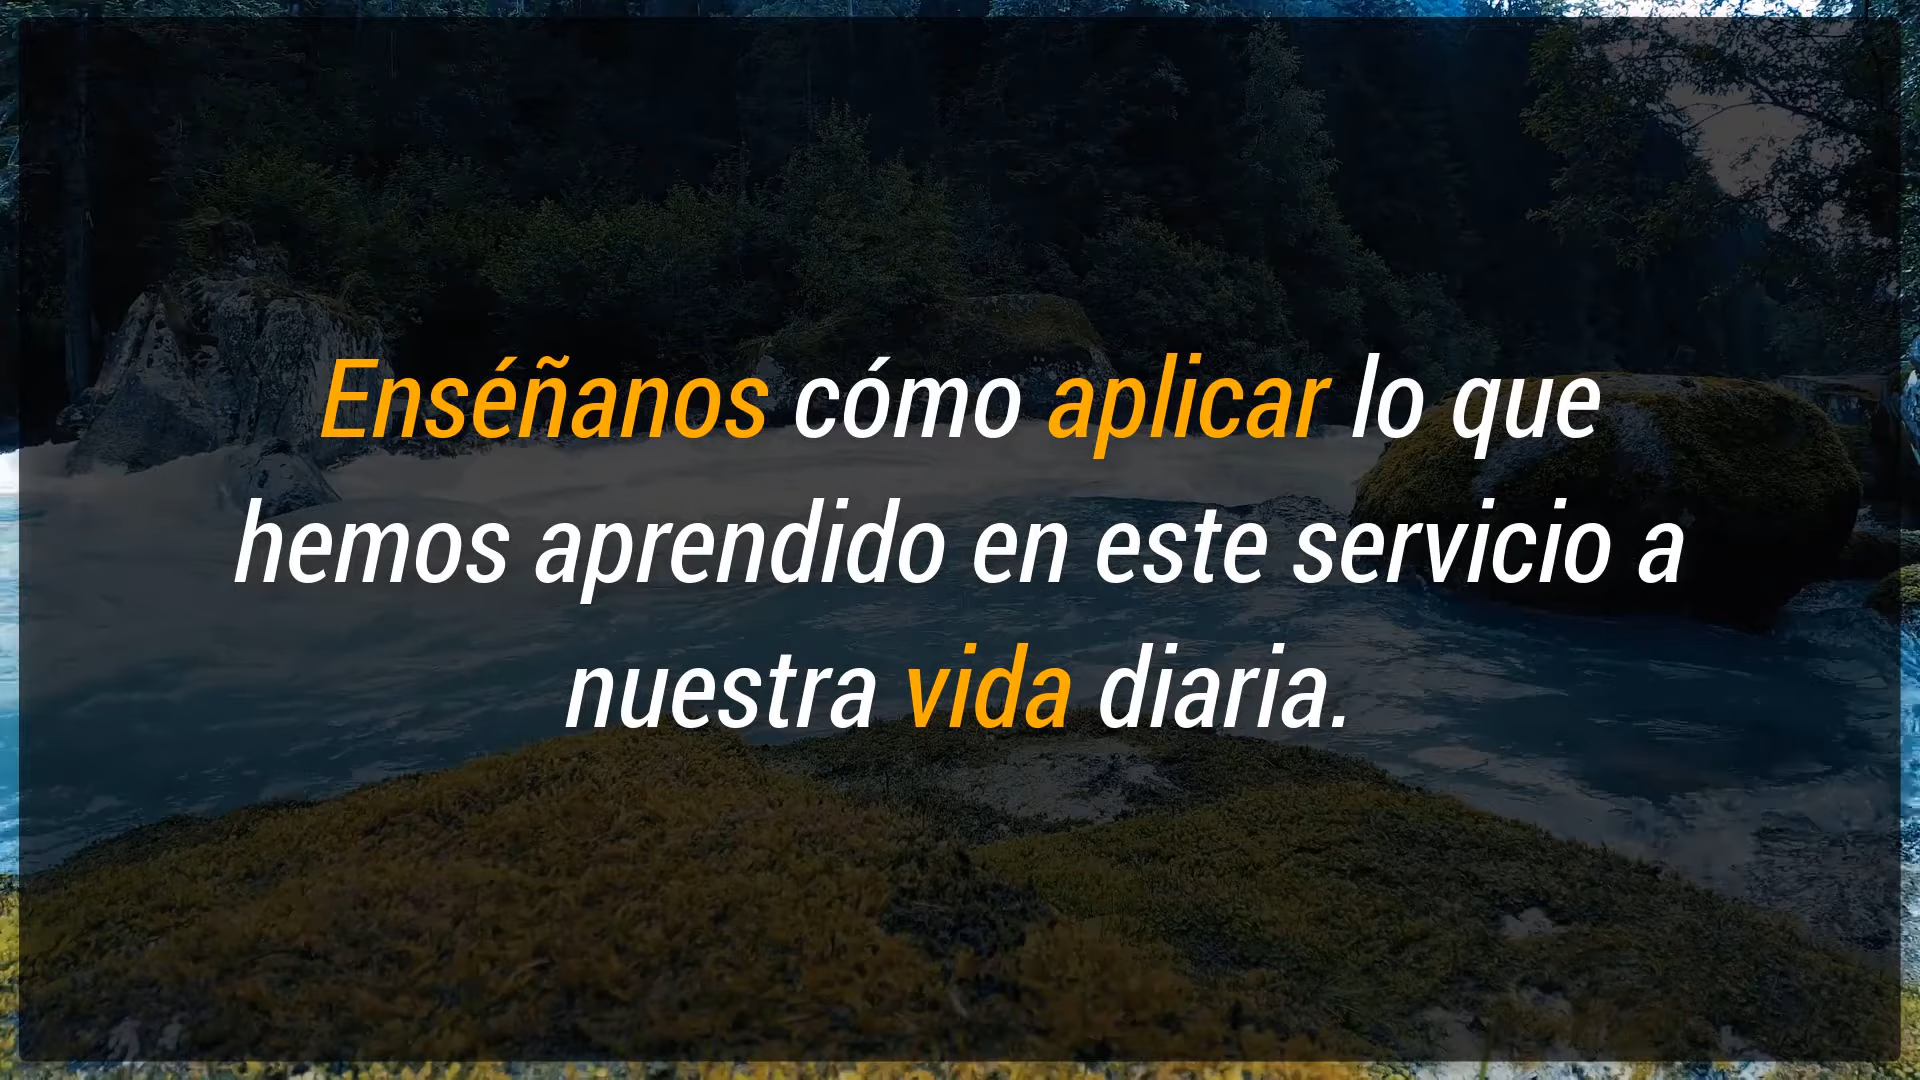 Enséñanos cómo aplicar lo que
hemos aprendido en este servicio a
nuestra vida diaria.